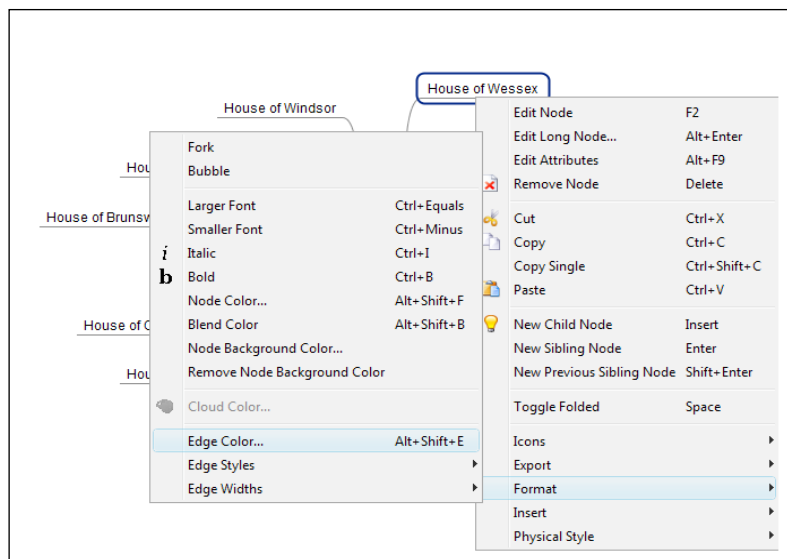 House of Wessex
House of Windsor
Hou
House of Brunsw
House of
Hou
Fork
Bubble
Larger Font Ctrl+Equals
Smaller Font Ctrl+Minus
i Italic Ctrl+I
b Bold Ctrl+B
Node Color... Alt+Shift+F
Blend Color Alt+Shift+B
Node Background Color...
Remove Node Background Color
Cloud Color...
Edge Color... Alt+Shift+E
Edge Styles
Edge Widths
Edit Node F2
Edit Long Node... Alt+Enter
Edit Attributes Alt+F9
Remove Node Delete
Cut Ctrl+X
Copy Ctrl+C
Copy Single Ctrl+Shift+C
Paste Ctrl+V
New Child Node Insert
New Sibling Node Enter
New Previous Sibling Node Shift+Enter
Toggle Folded Space
Icons
Export
Format
Insert
Physical Style